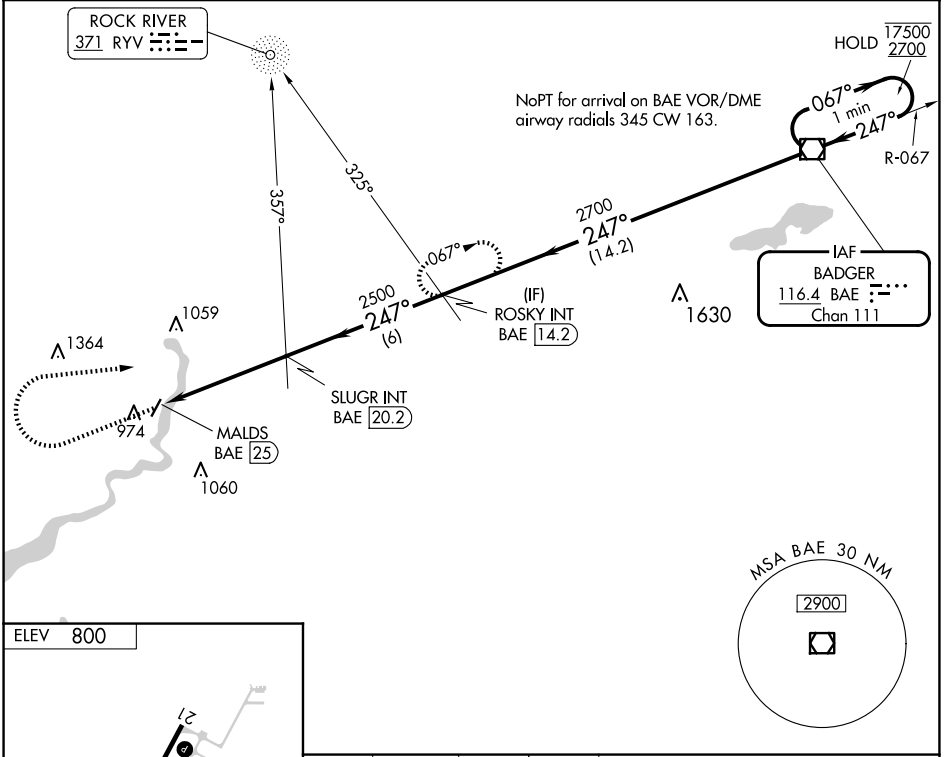 ROCK RIVER
371 RYV
HOLD 17500
2700
NoPT for arrival on BAE VOR/DME
airway radials 345 CW 163.
067°
1 min
247°
R-067
325°
357°
2700
247°
(14.2)
067°
IAF
BADGER
116.4 BAE
Chan 111
2500
247°
(6)
(IF)
ROSKY INT
BAE 14.2
1630
1059
1364
SLUGR INT
BAE 20.2
974
MALDS
BAE 25
1060
MSA BAE 30 NM
2900
ELEV 800
21
P